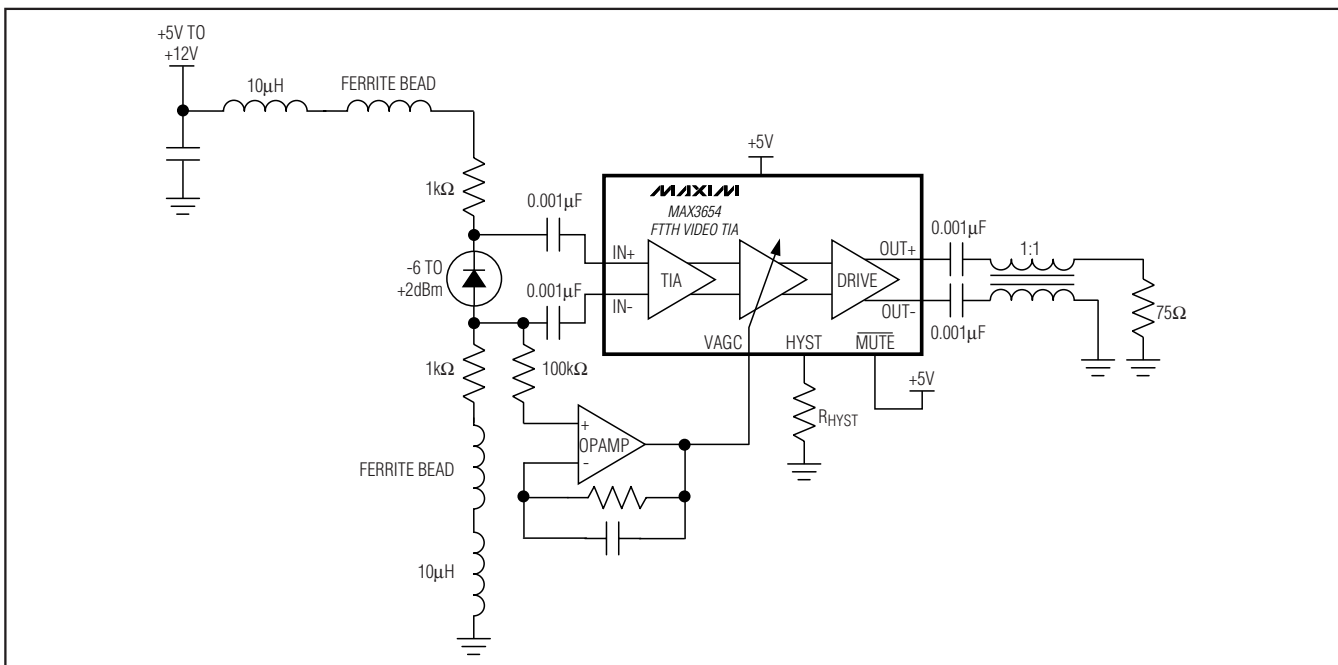 +5V TO
+12V
10μH
FERRITE BEAD
1kΩ
0.001μF
-6 TO
+2dBm
0.001μF
1kΩ
100kΩ
FERRITE BEAD
10μH
+
OPAMP
-
+5V
MAXIM
MAX3654
FTTH VIDEO TIA
IN+
IN-
TIA
DRIVE
OUT+
OUT-
VAGC
HYST
MUTE
RHYST
+5V
0.001μF
0.001μF
1:1
75Ω